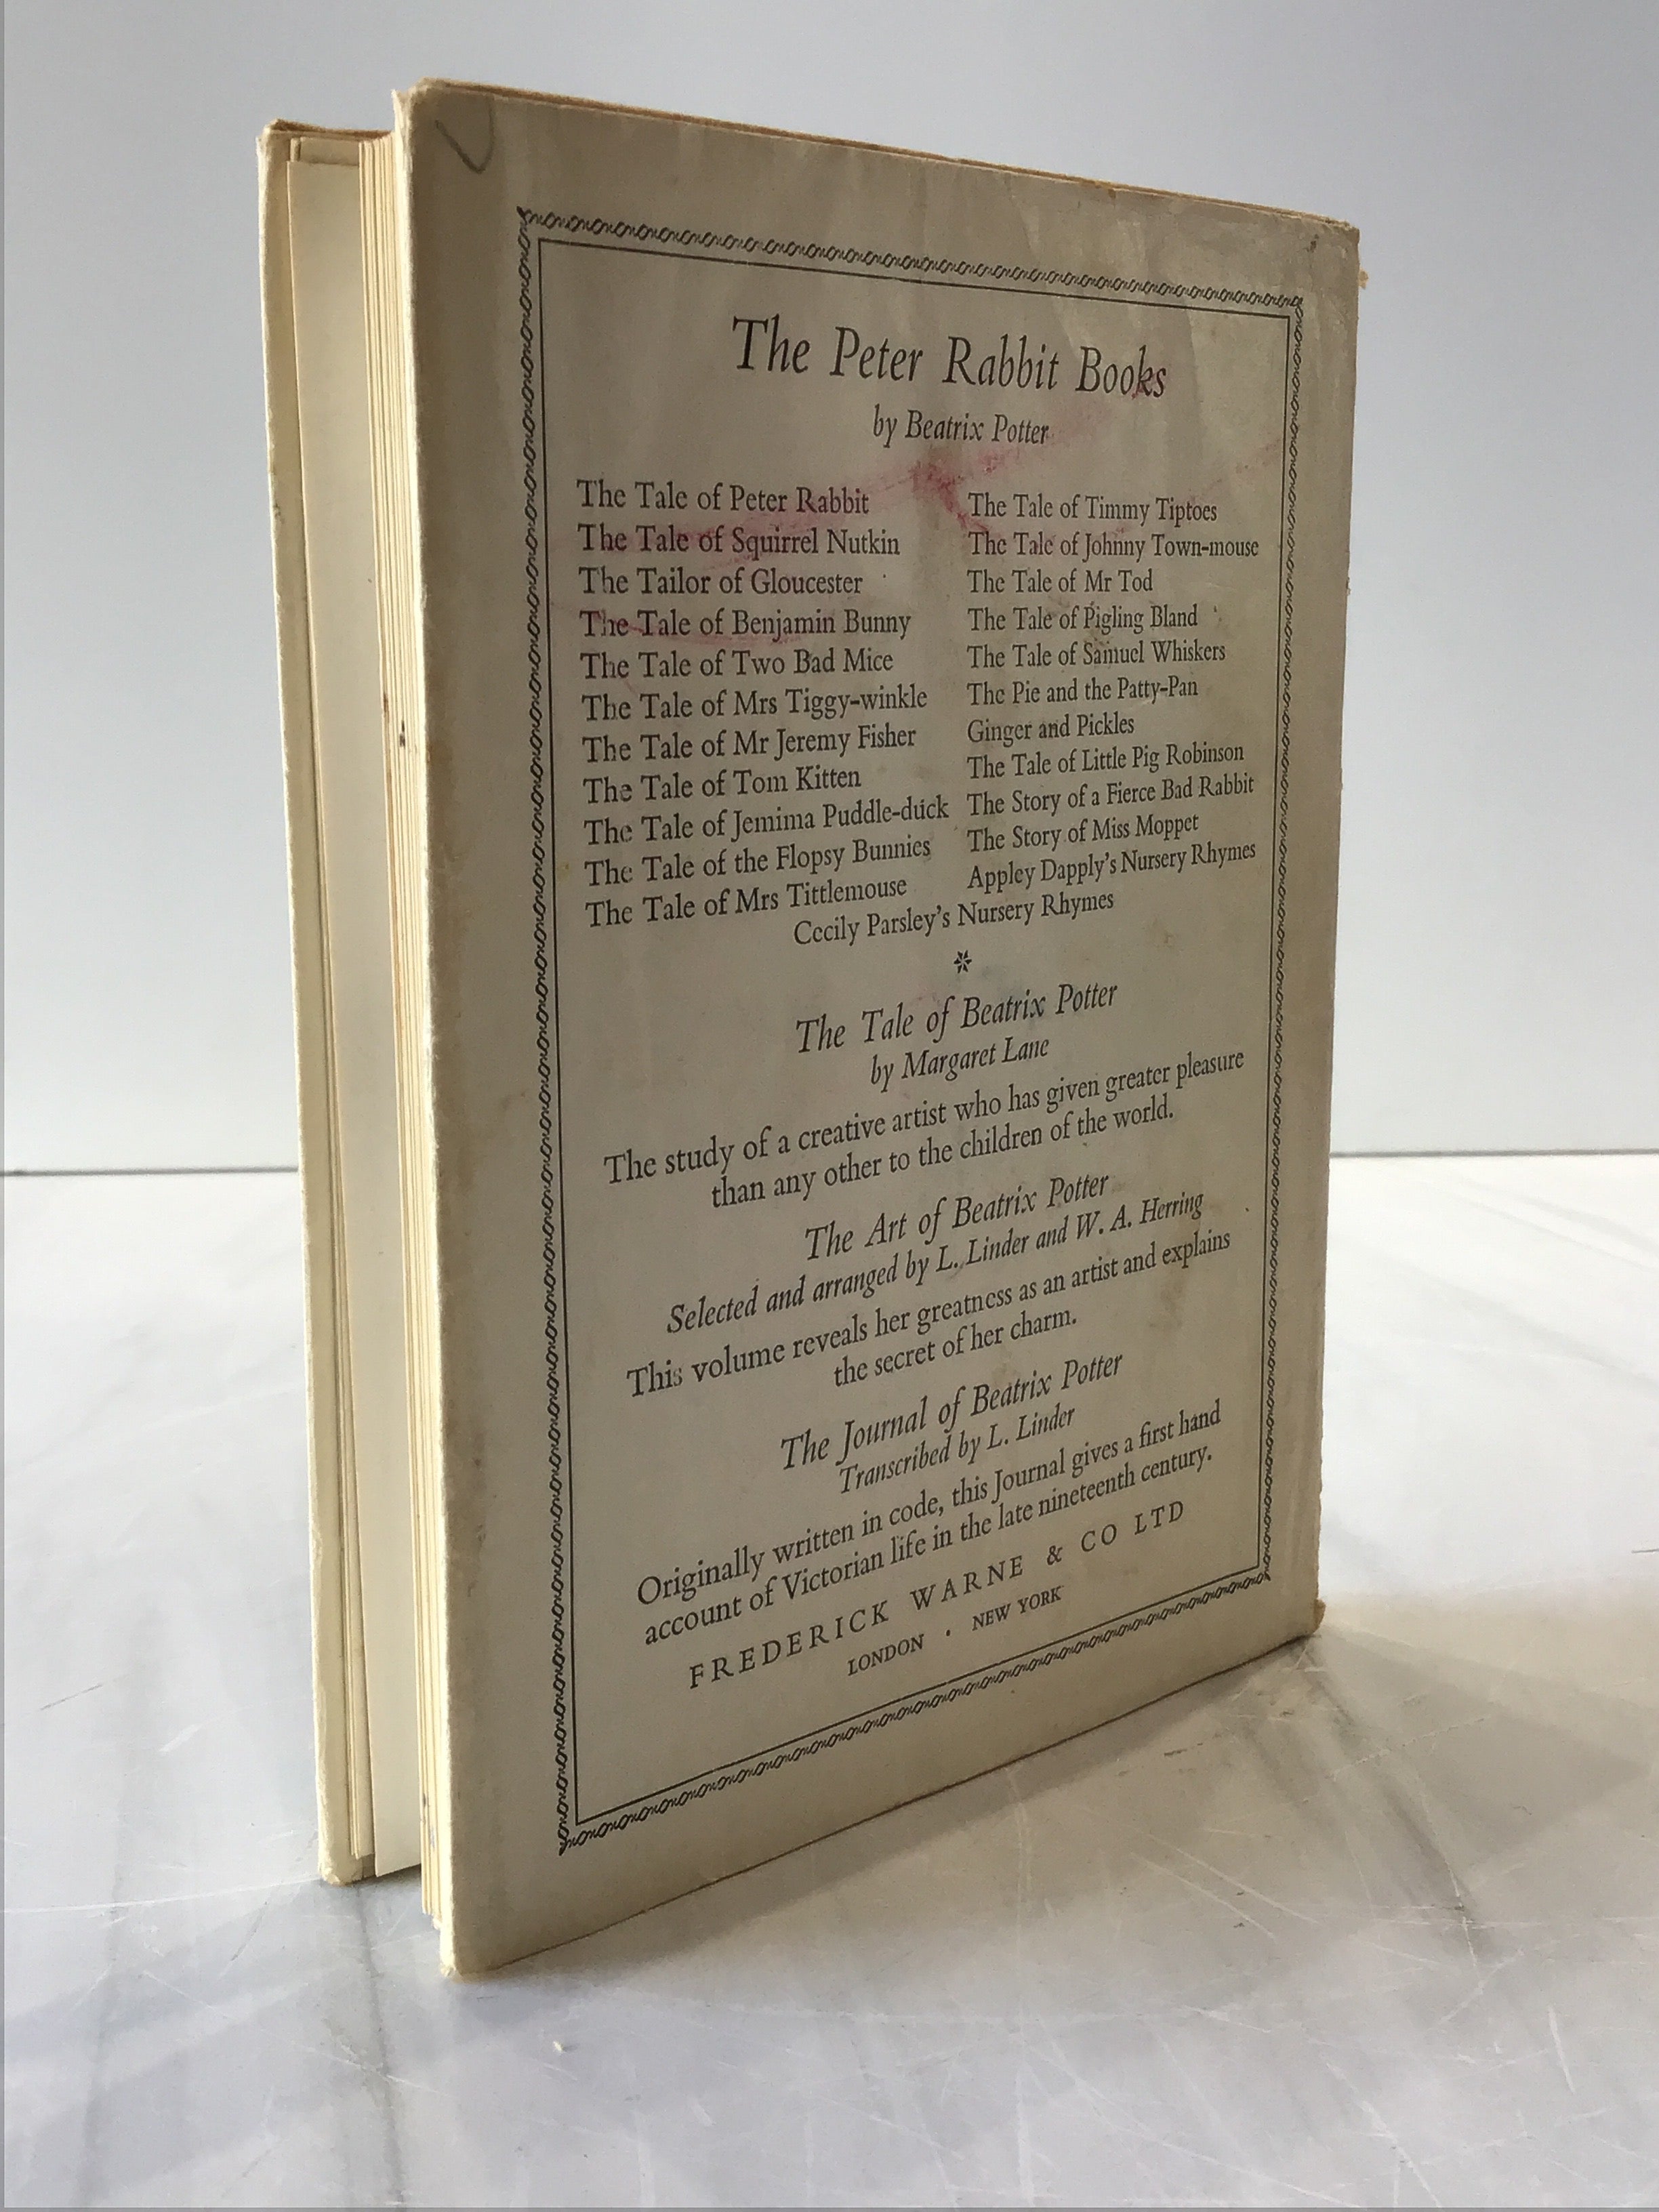 The Peter Rabbit Books
by Beatrix Potter
The Tale of Peter Rabbit
The Tale of Squirrel Nutkin
The Tailor of Gloucester
The Tale of Benjamin Bunny
The Tale of Two Bad Mice
The Tale of Mrs Tiggy-winkle
The Tale of Mr Jeremy Fisher
The Tale of Tom Kitten
The Tale of Jemima Puddle-duck
The Tale of the Flopsy Bunnies
The Tale of Mrs Tittlemouse
The Tale of Timmy Tiptoes
The Tale of Johnny Town-mouse
The Tale of Mr Tod
The Tale of Pigling Bland
The Tale of Samuel Whiskers
The Pie and the Patty-Pan
Ginger and Pickles
The Tale of Little Pig Robinson
The Story of a Fierce Bad Rabbit
The Story of Miss Moppet
Appley Dapply's Nursery Rhymes
Cecily Parsley's Nursery Rhymes
The Tale of Beatrix Potter
by Margaret Lane
The study of a creative artist who has given greater pleasure
than any other to the children of the world.
The Art of Beatrix Potter
Selected and arranged by L. Linder and W. A. Herring
This volume reveals her greatness as an artist and explains
the secret of her charm.
The Journal of Beatrix Potter
Transcribed by L. Linder
Originally written in code, this Journal gives a first hand
account of Victorian life in the late nineteenth century.
FREDERICK WARNE & CO LTD
LONDON · NEW YORK